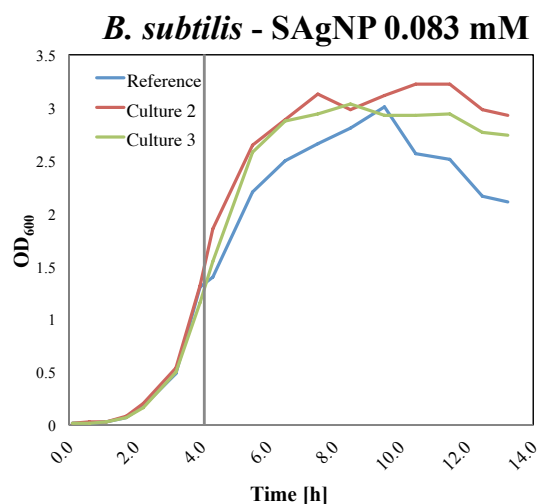 B. subtilis - SAgNP 0.083 mM
3.5
3
2.5
2
1.5
1
0.5
0
Reference
Culture 2
Culture 3
OD600
0.0
2.0
4.0
6.0
8.0
10.0
12.0
14.0
Time [h]